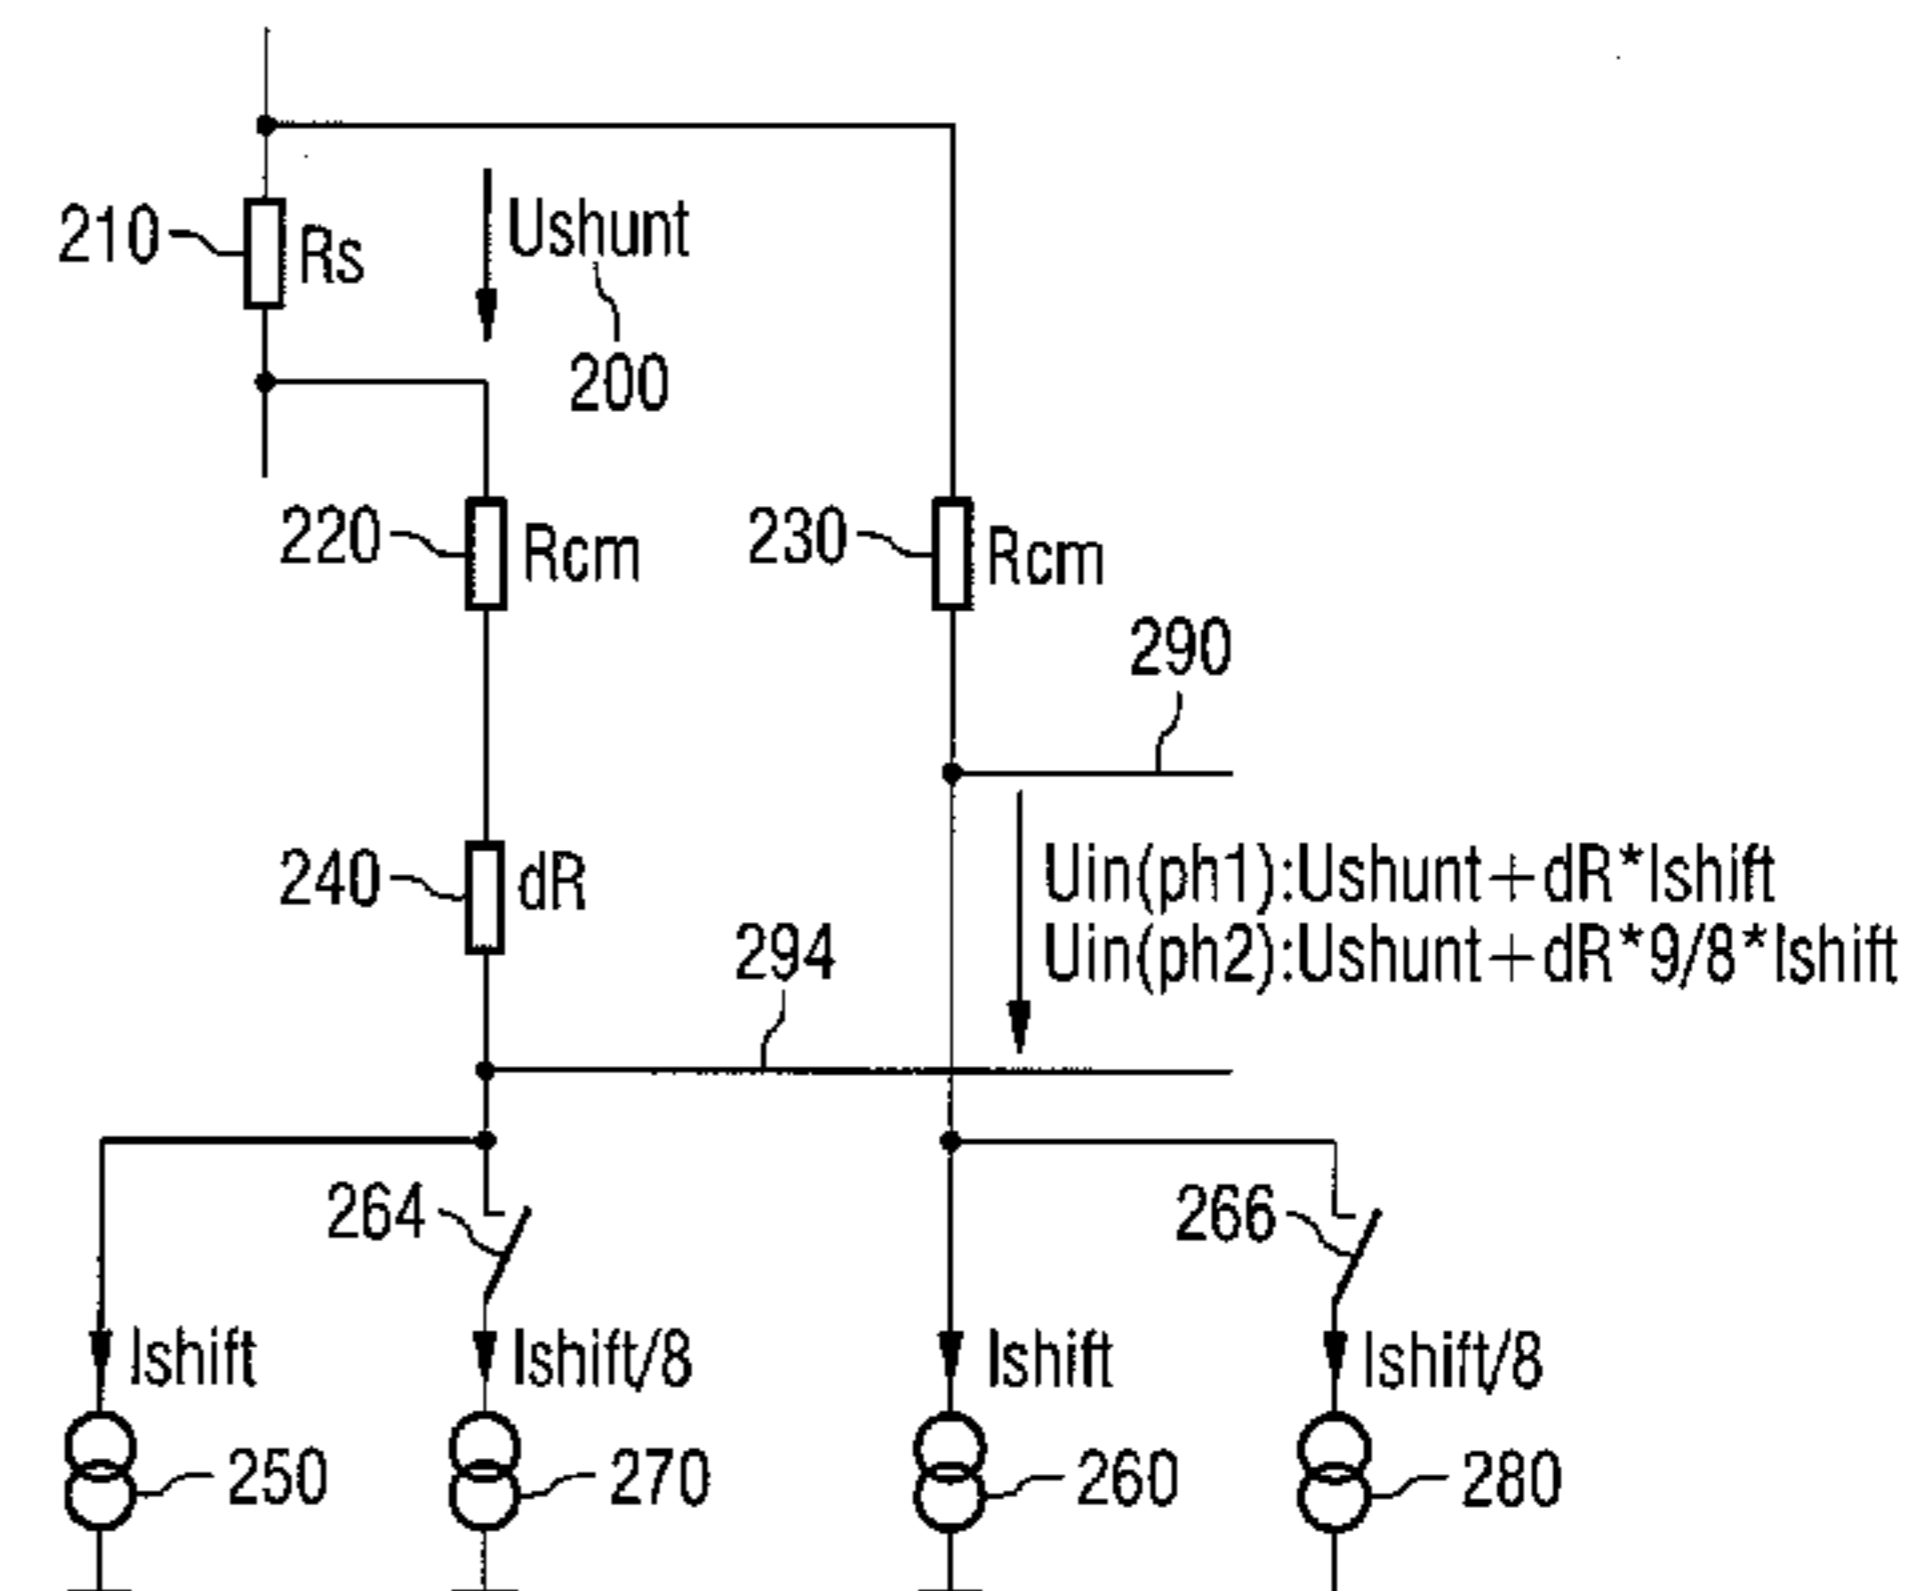 210
Rs
Ushunt
200
220
Rcm
230
Rcm
290
240
dR
294
Uin(ph1):Ushunt+dR*Ishift
Uin(ph2):Ushunt+dR*9/8*Ishift
264
266
Ishift
Ishift/8
Ishift
Ishift/8
250
270
260
280